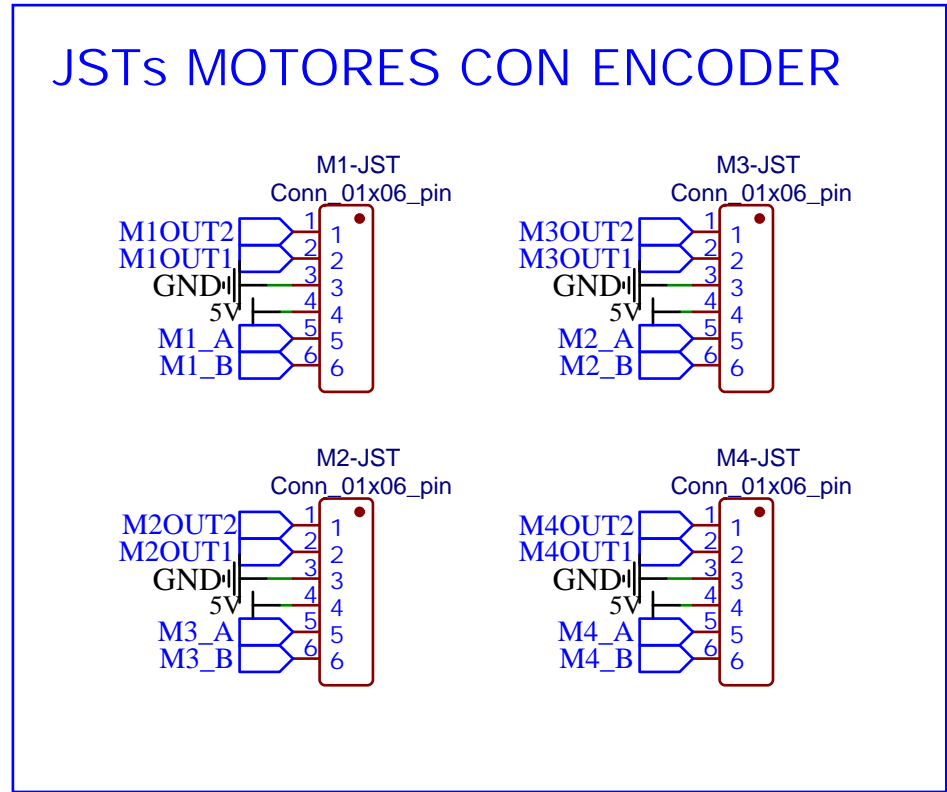 JSTs MOTORES CON ENCODER
M1-JST
Conn_01x06_pin
M1OUT2 1 1
M1OUT1 2 2
GND 3 3
5V 4 4
M1_A 5 5
M1_B 6 6
M3-JST
Conn_01x06_pin
M3OUT2 1 1
M3OUT1 2 2
GND 3 3
5V 4 4
M2_A 5 5
M2_B 6 6
M2-JST
Conn_01x06_pin
M2OUT2 1 1
M2OUT1 2 2
GND 3 3
5V 4 4
M3_A 5 5
M3_B 6 6
M4-JST
Conn_01x06_pin
M4OUT2 1 1
M4OUT1 2 2
GND 3 3
5V 4 4
M4_A 5 5
M4_B 6 6